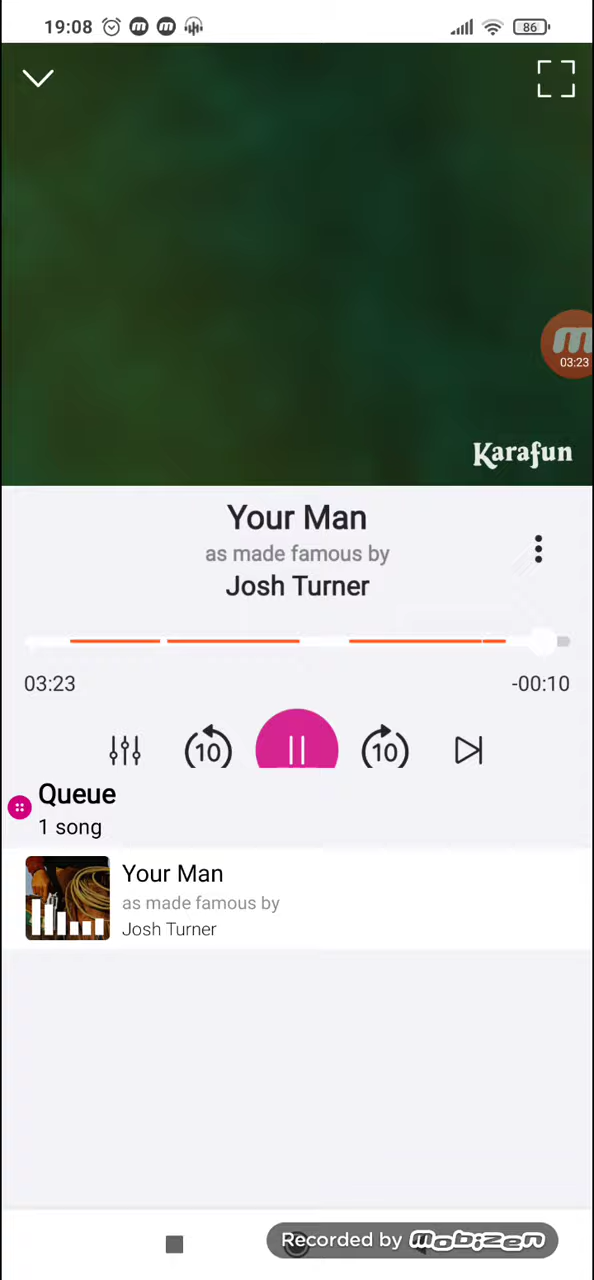 19:08
86
03:23
Karafun
Your Man
as made famous by
Josh Turner
03:23
-00:10
10
10
Queue
1 song
Your Man
as made famous by
Josh Turner
Recorded by mobizen